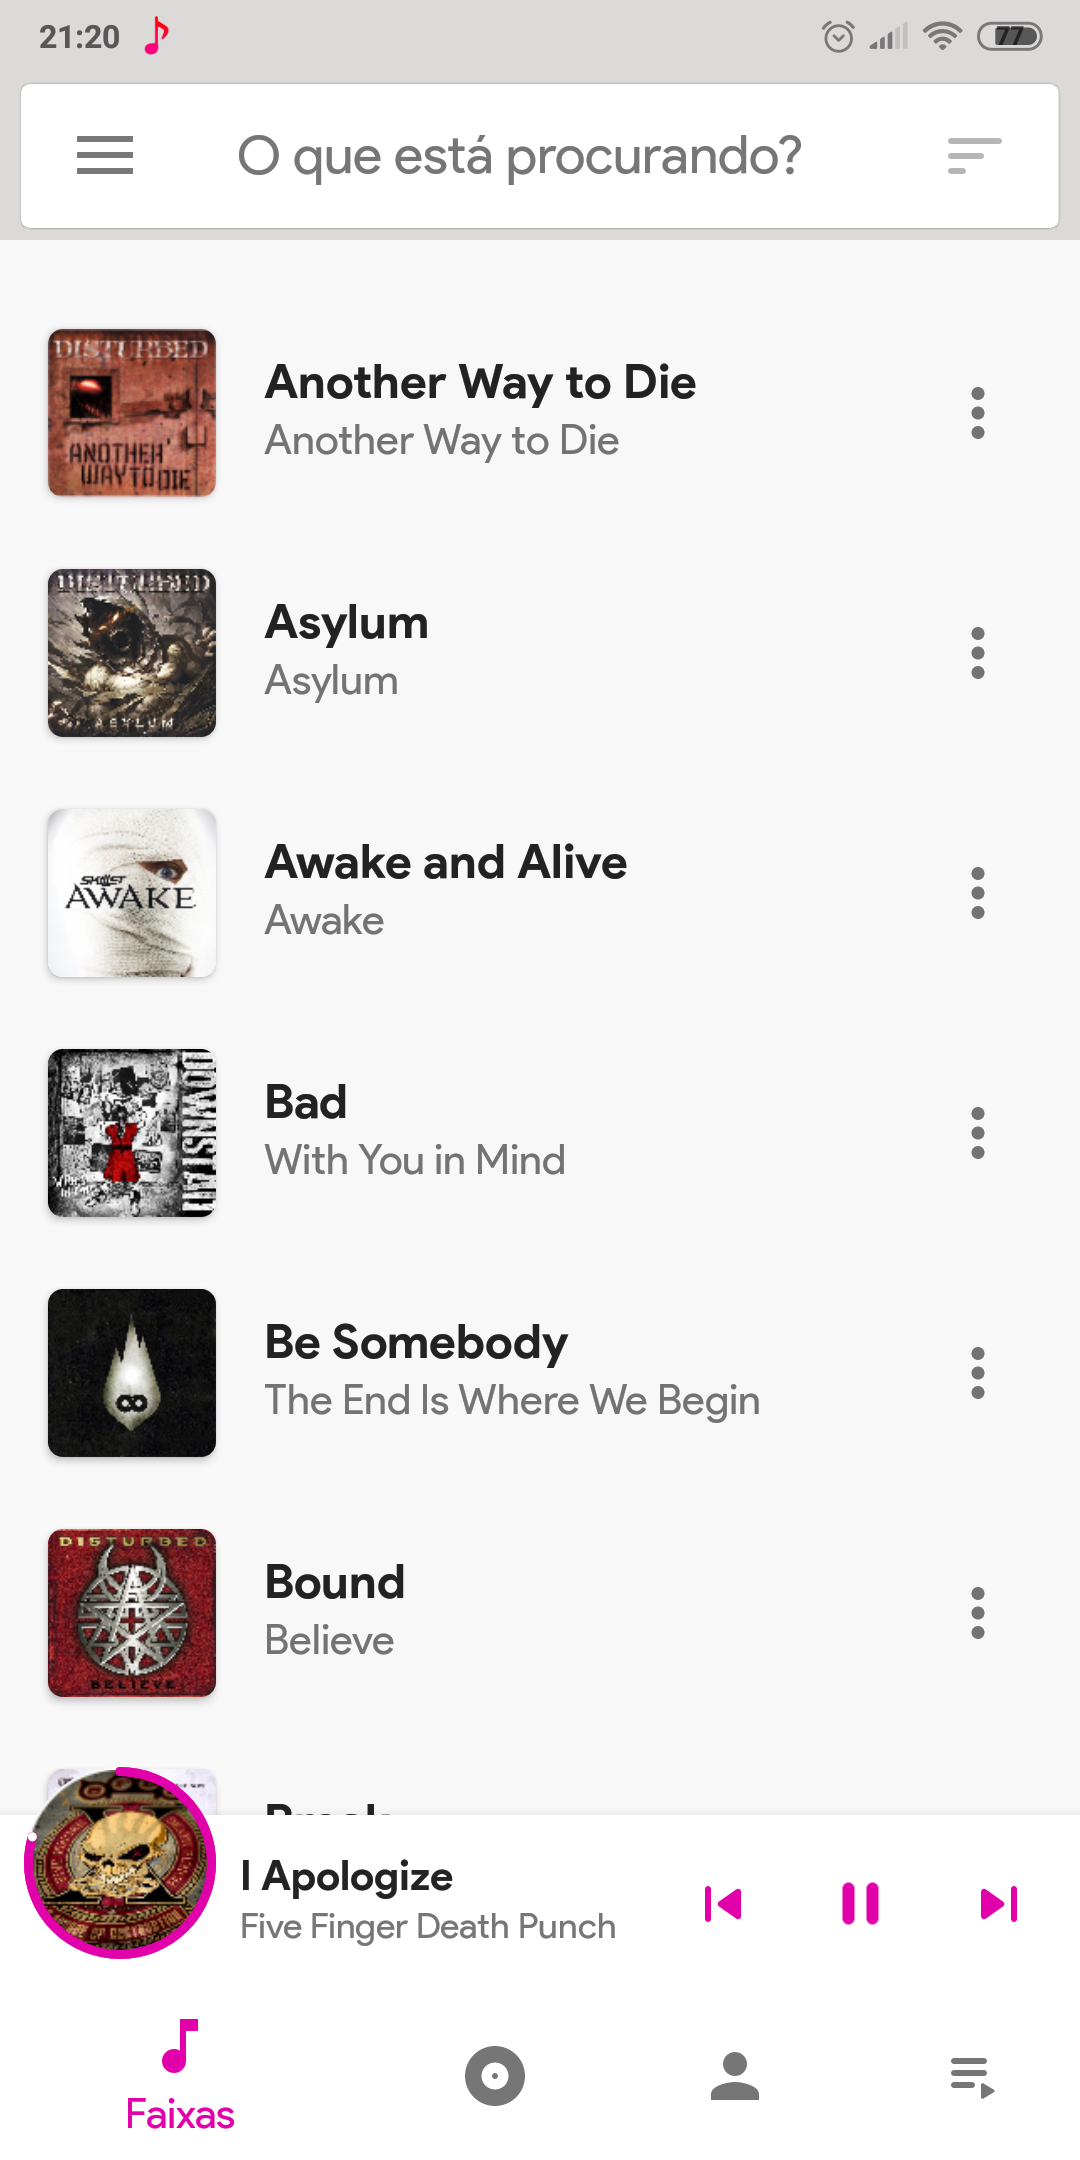 21:20
77
O que está procurando?
DISTURBED
ANOTHER
WAY TO DIE
Another Way to Die
Another Way to Die
DISTURBED
ASYLUM
Asylum
Asylum
SKILLET
AWAKE
Awake and Alive
Awake
Bad
With You in Mind
Be Somebody
The End Is Where We Begin
DISTURBED
BELIEVE
Bound
Believe
I Apologize
Five Finger Death Punch
Faixas